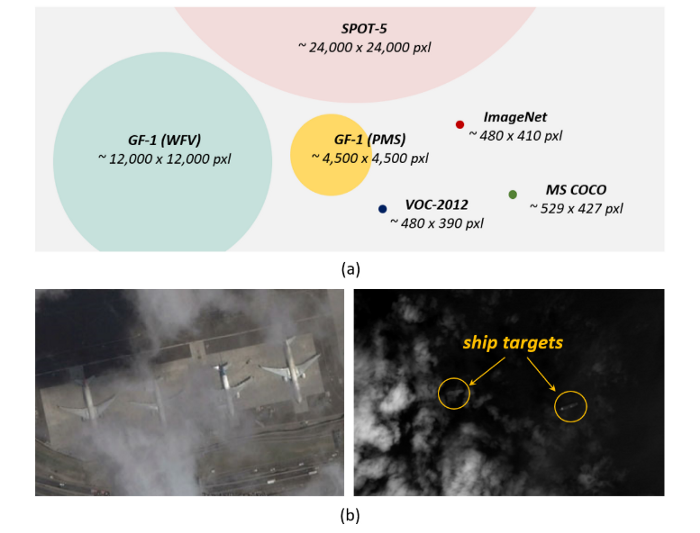 SPOT-5
~ 24,000 x 24,000 pxl
GF-1 (WFV)
~ 12,000 x 12,000 pxl
GF-1 (PMS)
~ 4,500 x 4,500 pxl
ImageNet
~ 480 x 410 pxl
MS COCO
~ 529 x 427 pxl
VOC-2012
~ 480 x 390 pxl
(a)
ship targets
(b)